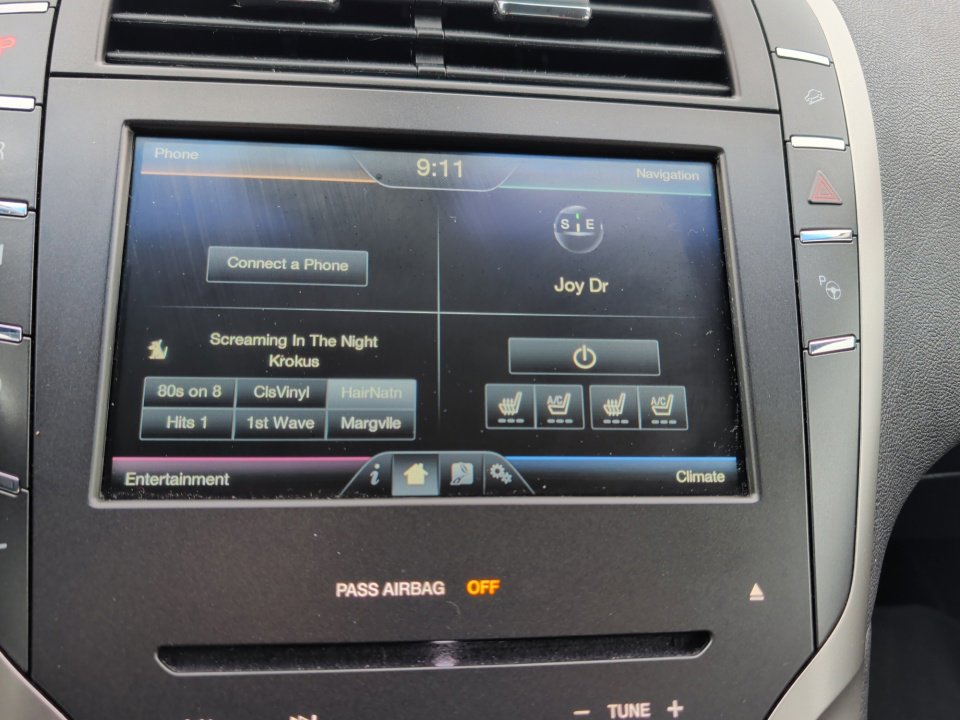 Phone
9:11
Navigation
S E
Connect a Phone
Joy Dr
Screaming In The Night
Krokus
80s on 8 ClsVinyl HairNatn
Hits 1 1st Wave Margvlle
A/C A/C
i
Entertainment
Climate
PASS AIRBAG OFF
P
R
- TUNE +